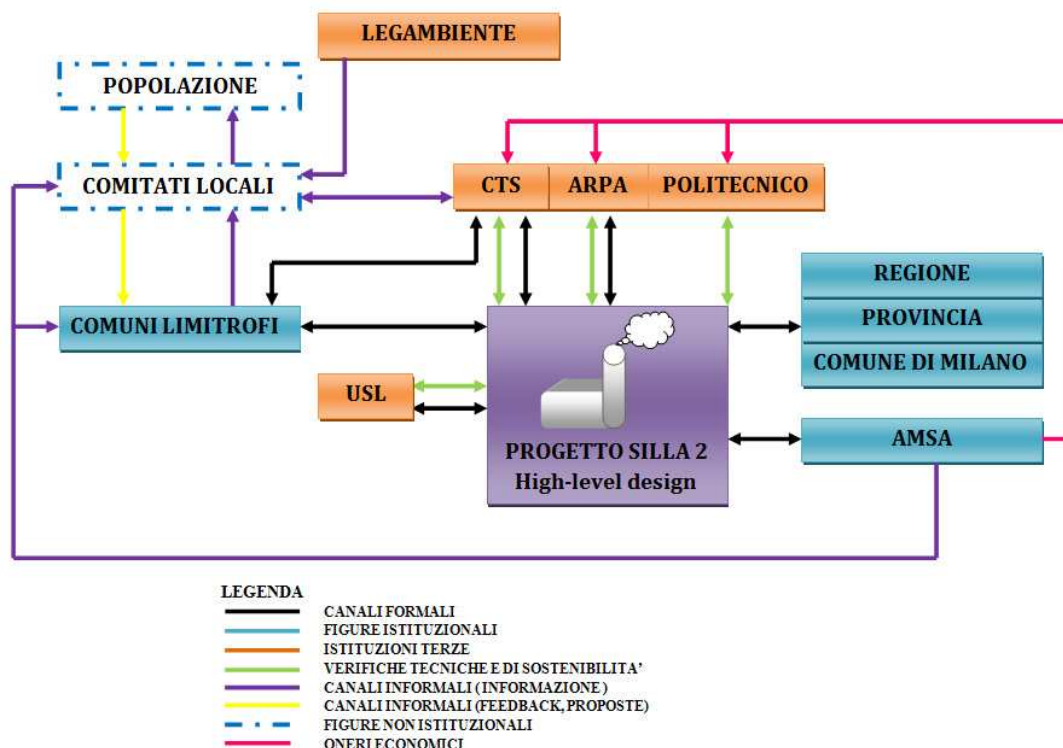 LEGAMBIENTE
POPOLAZIONE
COMITATI LOCALI
CTS
ARPA
POLITECNICO
REGIONE
PROVINCIA
COMUNE DI MILANO
COMUNI LIMITROFI
USL
AMSA
PROGETTO SILLA 2
High-level design
LEGENDA
CANALI FORMALI
FIGURE ISTITUZIONALI
ISTITUZIONI TERZE
VERIFICHE TECNICHE E DI SOSTENIBILITA’
CANALI INFORMALI ( INFORMAZIONE )
CANALI INFORMALI (FEEDBACK, PROPOSTE)
FIGURE NON ISTITUZIONALI
ONERI ECONOMICI